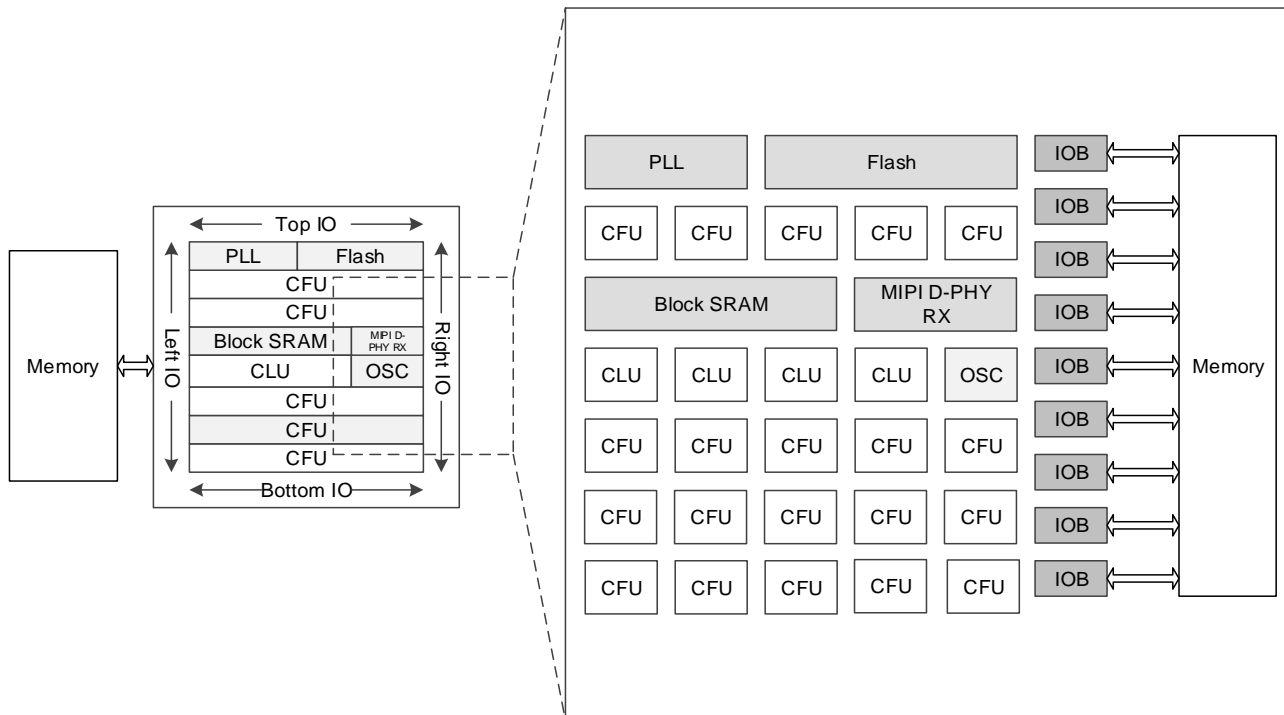 Top IO
PLL
Flash
CFU
CFU
Block SRAM
MIPI D-
PHY RX
CLU
OSC
CFU
CFU
CFU
Bottom IO
Left IO
Right IO
Memory
PLL
Flash
IOB
IOB
CFU
CFU
CFU
CFU
CFU
IOB
Block SRAM
MIPI D-PHY
RX
IOB
CLU
CLU
CLU
CLU
OSC
IOB
Memory
IOB
CFU
CFU
CFU
CFU
CFU
IOB
CFU
CFU
CFU
CFU
CFU
IOB
CFU
CFU
CFU
CFU
CFU
IOB